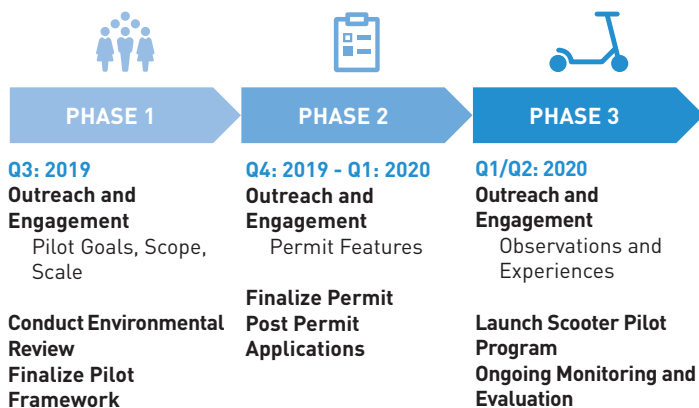 PHASE 1
PHASE 2
PHASE 3
Q3: 2019
Outreach and
Engagement
Pilot Goals, Scope,
Scale
Conduct Environmental
Review
Finalize Pilot
Framework
Q4: 2019 - Q1: 2020
Outreach and
Engagement
Permit Features
Finalize Permit
Post Permit
Applications
Q1/Q2: 2020
Outreach and
Engagement
Observations and
Experiences
Launch Scooter Pilot
Program
Ongoing Monitoring and
Evaluation